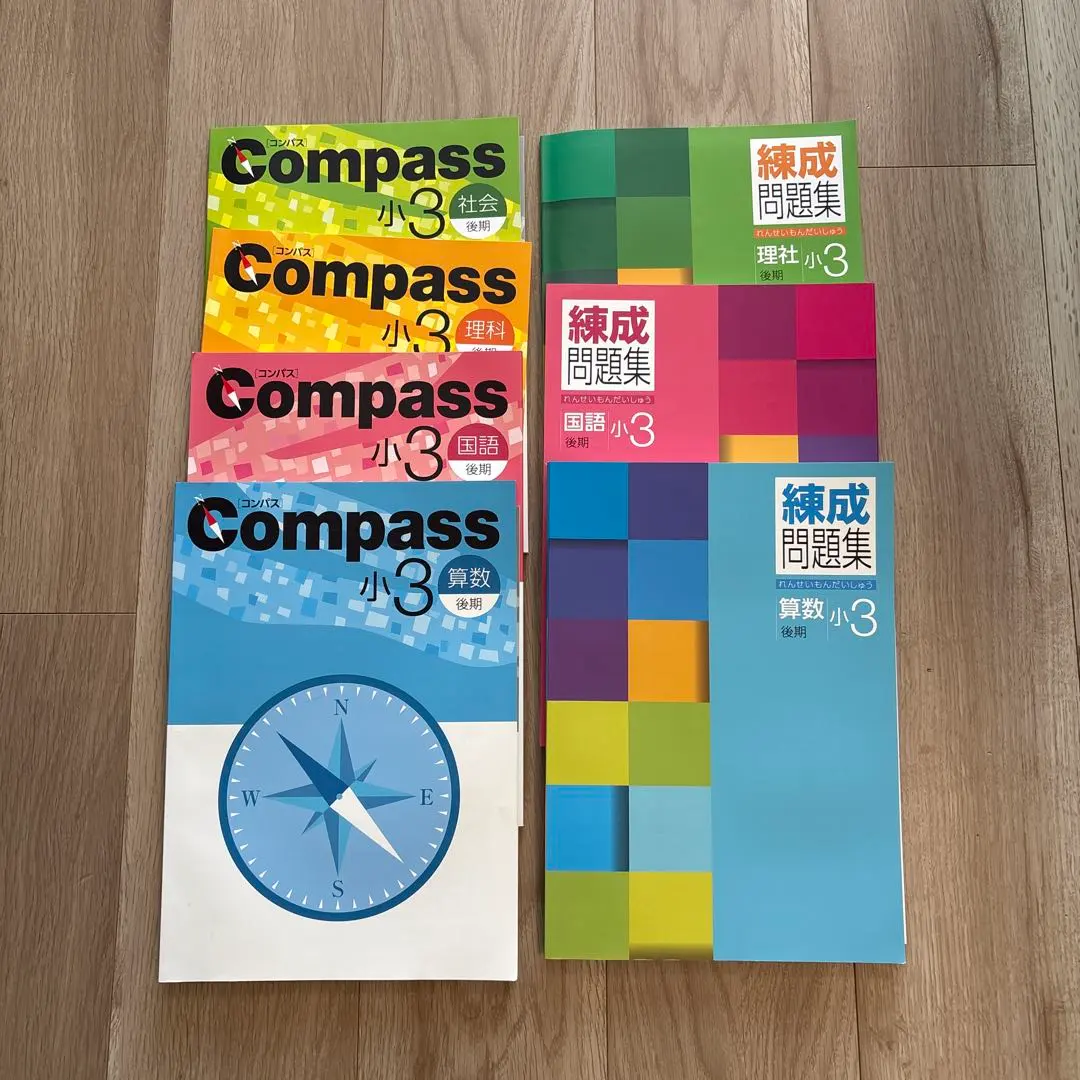 [コンパス]
Compass
小3 社会
後期
[コンパス]
Compass
小3 理科
後期
[コンパス]
Compass
小3 国語
後期
[コンパス]
Compass
小3 算数
後期
N
W E
S
練成
問題集
れんせいもんだいしゅう
理社 小3
後期
練成
問題集
れんせいもんだいしゅう
国語 小3
後期
練成
問題集
れんせいもんだいしゅう
算数 小3
後期